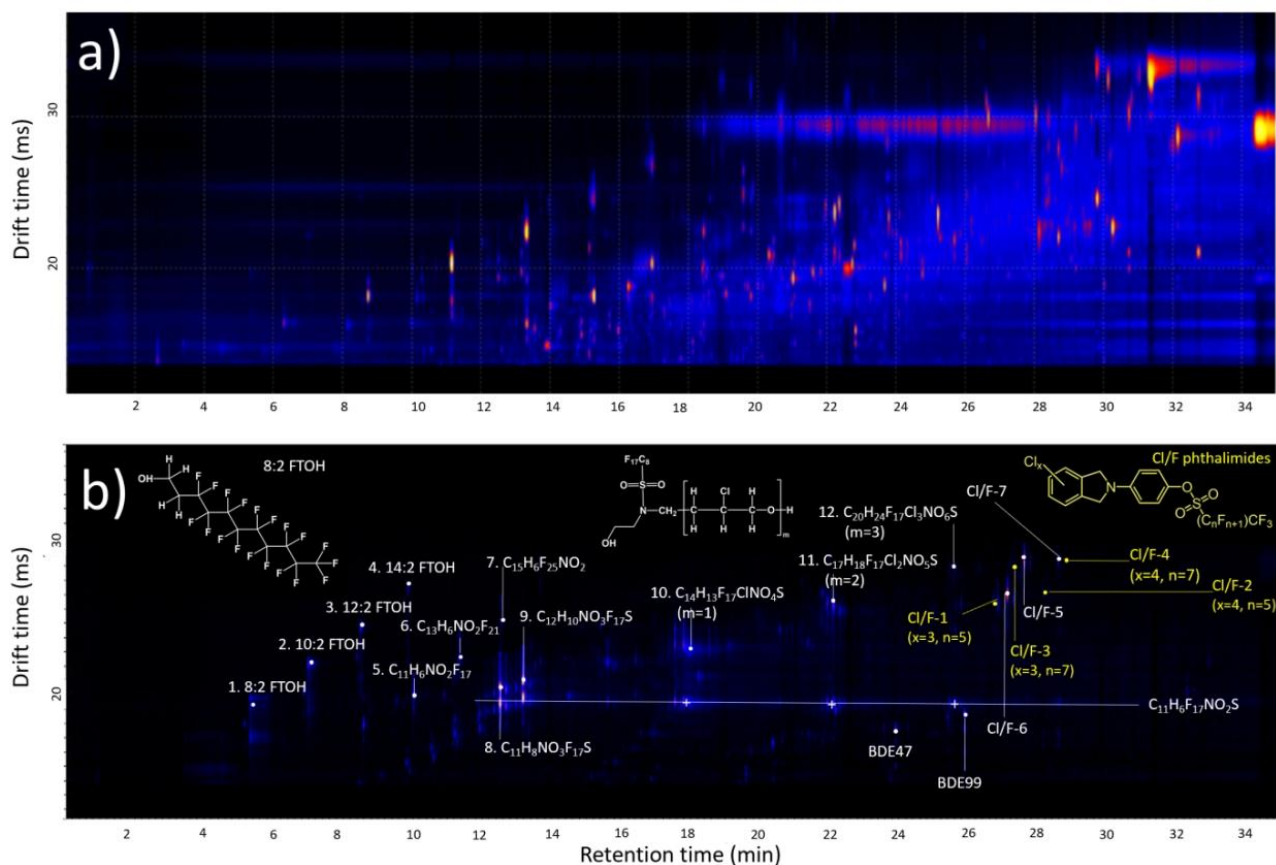 a)
Drift time (ms)
30
20
2 4 6 8 10 12 14 16 18 20 22 24 26 28 30 32 34
b)
8:2 FTOH
H
H
OH
H H
F F F F F F F F F F F F F F F F F
F₁₇C₈
O=S=O
N
CH₂
OH
H Cl H
C C C O H
H H H
m
Cl/F phthalimides
Clₓ
N
O
O
S
O
(CₙFₙ₊₁)CF₃
Cl/F-7
12. C₂₀H₂₄F₁₇Cl₃NO₆S
(m=3)
11. C₁₇H₁₈F₁₇Cl₂NO₅S
(m=2)
10. C₁₄H₁₃F₁₇ClNO₄S
(m=1)
7. C₁₅H₆F₂₅NO₂
4. 14:2 FTOH
9. C₁₂H₁₀NO₃F₁₇S
3. 12:2 FTOH
6. C₁₃H₆NO₂F₂₁
2. 10:2 FTOH
5. C₁₁H₆NO₂F₁₇
1. 8:2 FTOH
8. C₁₁H₈NO₃F₁₇S
Cl/F-4
(x=4, n=7)
Cl/F-2
(x=4, n=5)
Cl/F-1
(x=3, n=5)
Cl/F-5
Cl/F-3
(x=3, n=7)
Cl/F-6
C₁₁H₆F₁₇NO₂S
BDE47
BDE99
Drift time (ms)
30
20
2 4 6 8 10 12 14 16 18 20 22 24 26 28 30 32 34
Retention time (min)